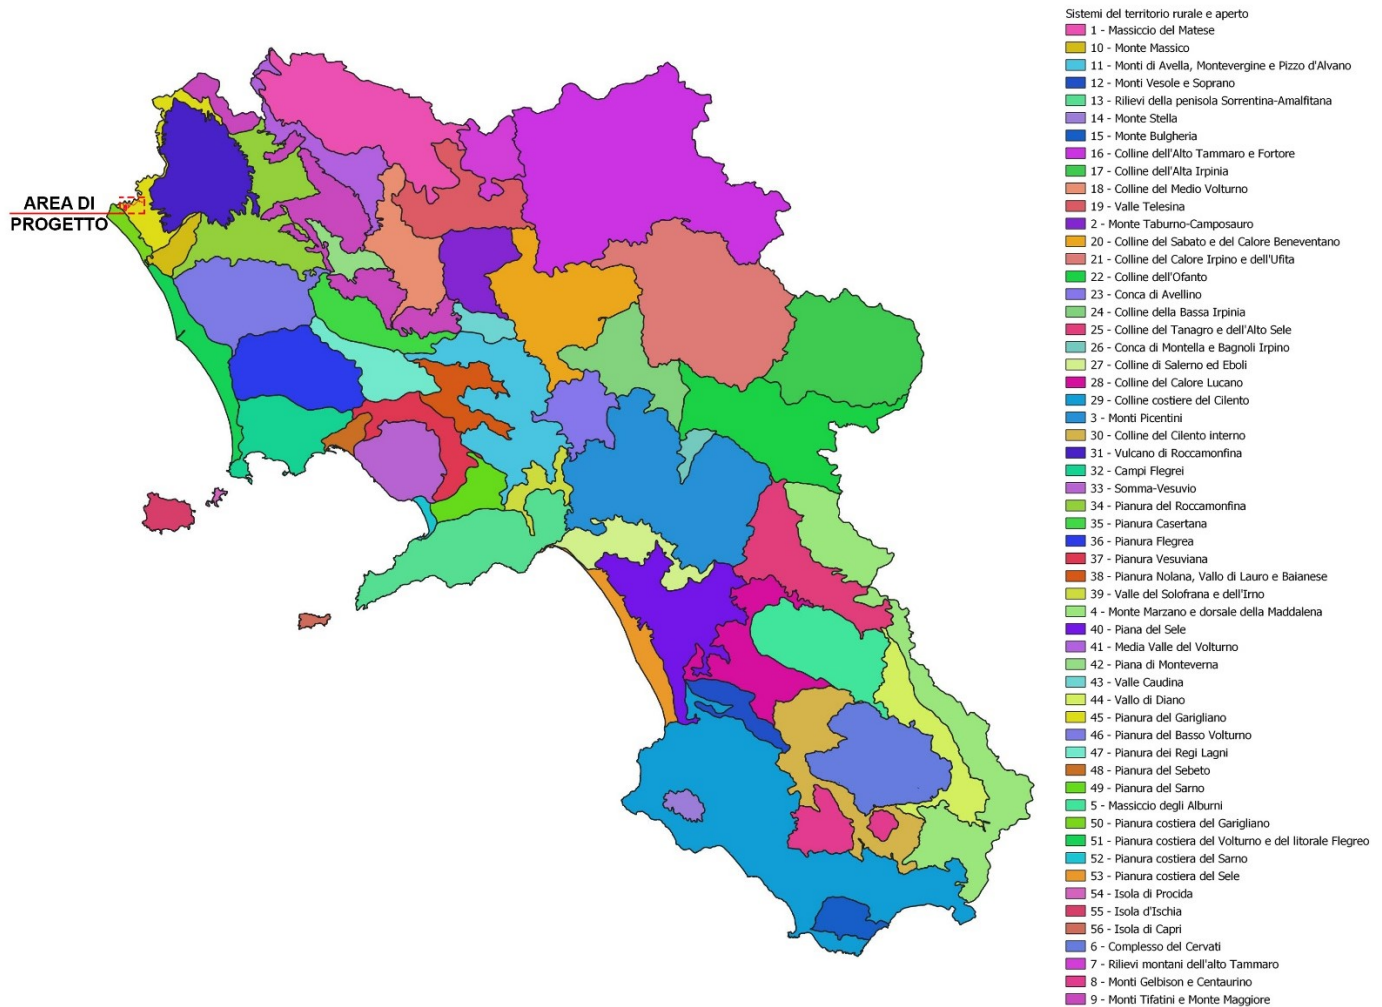 AREA DI
PROGETTO
Sistemi del territorio rurale e aperto
1 - Massiccio del Matese
10 - Monte Massico
11 - Monti di Avella, Montevergine e Pizzo d'Alvano
12 - Monti Vesole e Soprano
13 - Rilievi della penisola Sorrentina-Amalfitana
14 - Monte Stella
15 - Monte Bulgheria
16 - Colline dell'Alto Tammaro e Fortore
17 - Colline dell'Alta Irpinia
18 - Colline del Medio Volturno
19 - Valle Telesina
2 - Monte Taburno-Camposauro
20 - Colline del Sabato e del Calore Beneventano
21 - Colline del Calore Irpino e dell'Ufita
22 - Colline dell'Ofanto
23 - Conca di Avellino
24 - Colline della Bassa Irpinia
25 - Colline del Tanagro e dell'Alto Sele
26 - Conca di Montella e Bagnoli Irpino
27 - Colline di Salerno ed Eboli
28 - Colline del Calore Lucano
29 - Colline costiere del Cilento
3 - Monti Picentini
30 - Colline del Cilento interno
31 - Vulcano di Roccamonfina
32 - Campi Flegrei
33 - Somma-Vesuvio
34 - Pianura del Roccamonfina
35 - Pianura Casertana
36 - Pianura Flegrea
37 - Pianura Vesuviana
38 - Pianura Nolana, Vallo di Lauro e Baianese
39 - Valle del Solofrana e dell'Irno
4 - Monte Marzano e dorsale della Maddalena
40 - Piana del Sele
41 - Media Valle del Volturno
42 - Piana di Monteverna
43 - Valle Caudina
44 - Vallo di Diano
45 - Pianura del Garigliano
46 - Pianura del Basso Volturno
47 - Pianura dei Regi Lagni
48 - Pianura del Sebeto
49 - Pianura del Sarno
5 - Massiccio degli Alburni
50 - Pianura costiera del Garigliano
51 - Pianura costiera del Volturno e del litorale Flegreo
52 - Pianura costiera del Sarno
53 - Pianura costiera del Sele
54 - Isola di Procida
55 - Isola d'Ischia
56 - Isola di Capri
6 - Complesso del Cervati
7 - Rilievi montani dell'alto Tammaro
8 - Monti Gelbison e Centaurino
9 - Monti Tifatini e Monte Maggiore